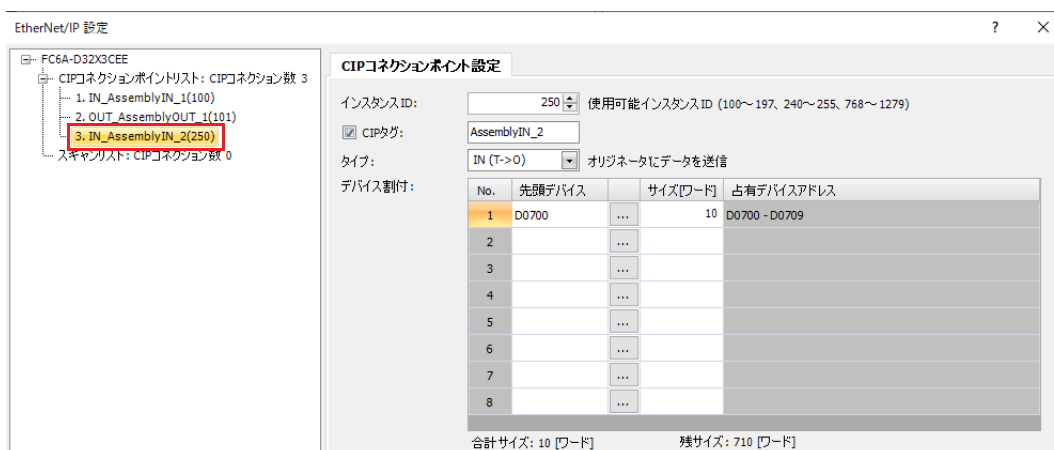 EtherNet/IP 設定
? ×
FC6A-D32X3CEE
CIPコネクションポイントリスト: CIPコネクション数 3
1. IN_AssemblyIN_1(100)
2. OUT_AssemblyOUT_1(101)
3. IN_AssemblyIN_2(250)
スキャンリスト: CIPコネクション数 0
CIPコネクションポイント設定
インスタンスID: 250 使用可能インスタンスID (100～197、240～255、768～1279)
CIPタグ: AssemblyIN_2
タイプ: IN (T->O) オリジネータにデータを送信
デバイス割付:
No. 先頭デバイス サイズ[ワード] 占有デバイスアドレス
1 D0700 ... 10 D0700 - D0709
2 ...
3 ...
4 ...
5 ...
6 ...
7 ...
8 ...
合計サイズ: 10 [ワード] 残サイズ: 710 [ワード]